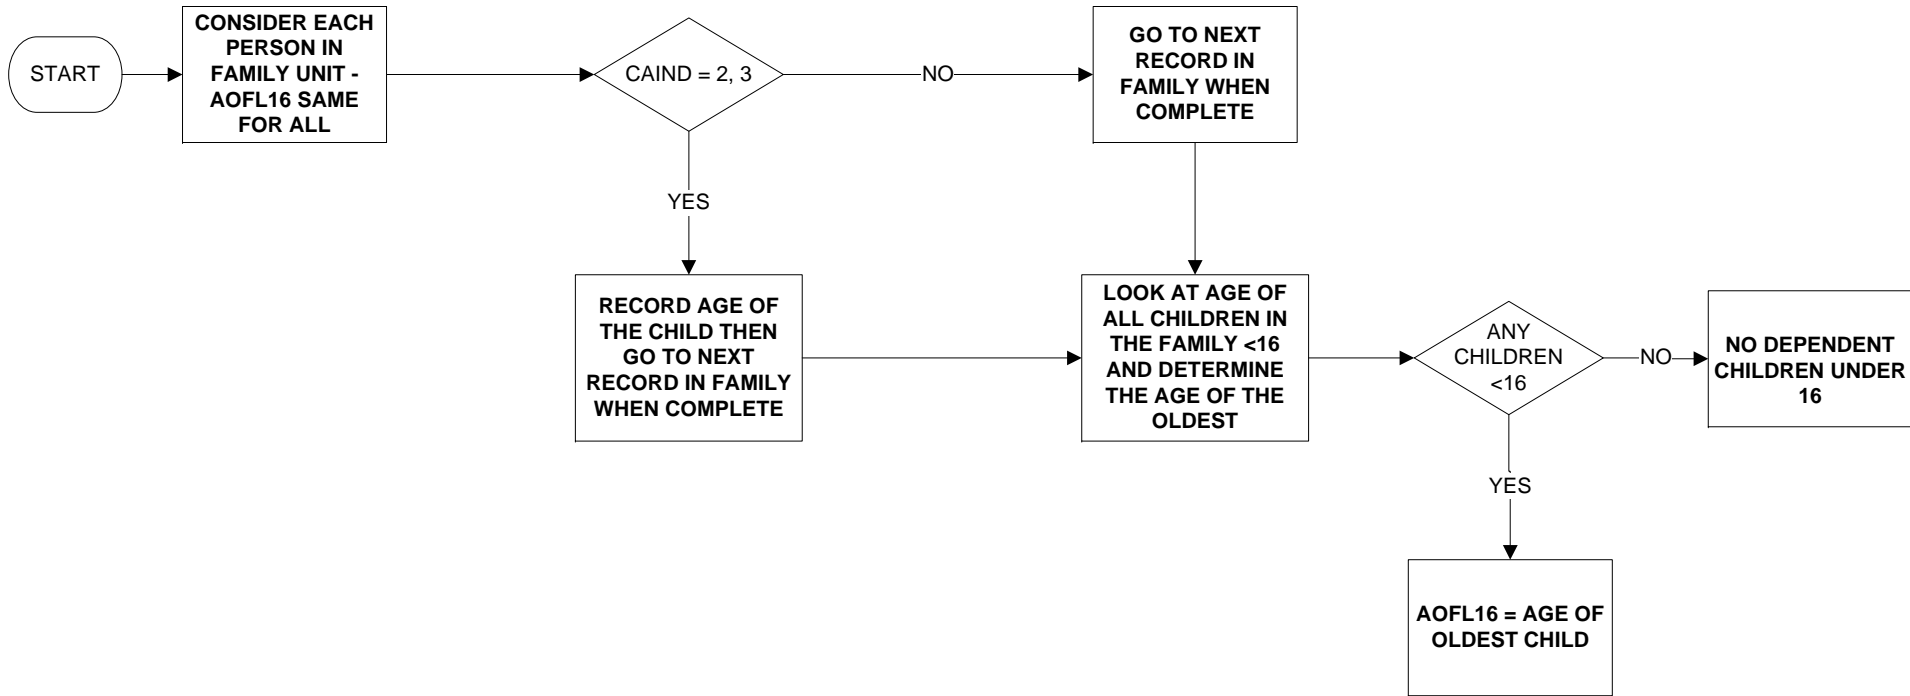 START
CONSIDER EACH
PERSON IN
FAMILY UNIT -
AOFL16 SAME
FOR ALL
CAIND = 2, 3
NO
GO TO NEXT
RECORD IN
FAMILY WHEN
COMPLETE
YES
RECORD AGE OF
THE CHILD THEN
GO TO NEXT
RECORD IN FAMILY
WHEN COMPLETE
LOOK AT AGE OF
ALL CHILDREN IN
THE FAMILY <16
AND DETERMINE
THE AGE OF THE
OLDEST
ANY
CHILDREN
<16
NO
NO DEPENDENT
CHILDREN UNDER
16
YES
AOFL16 = AGE OF
OLDEST CHILD